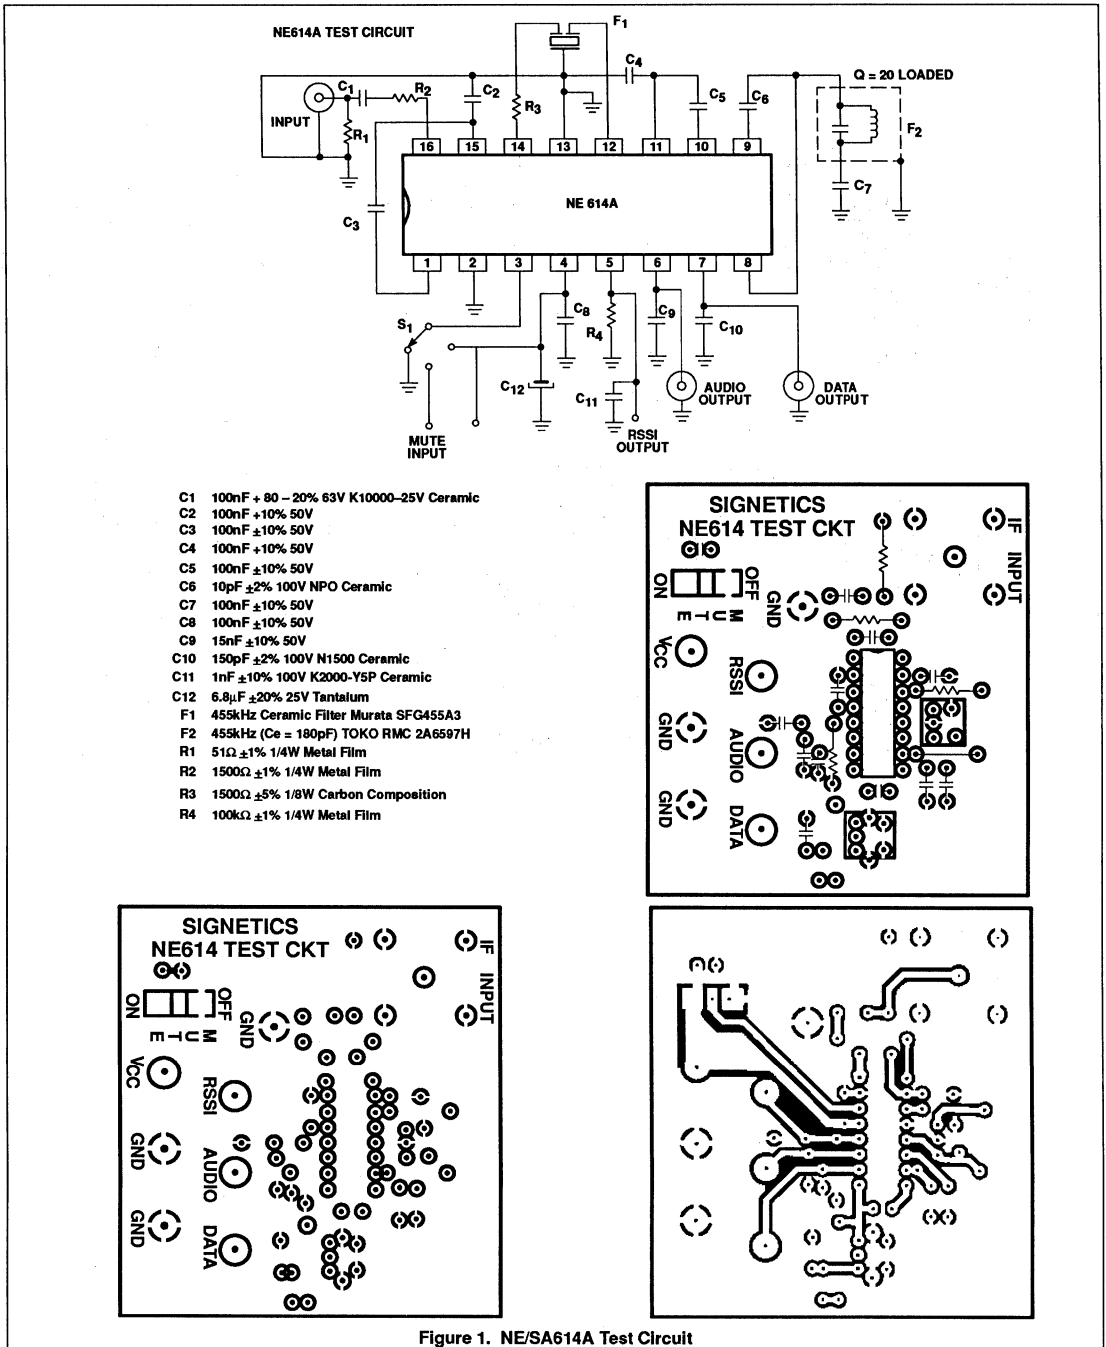 NE614A TEST CIRCUIT
F1
C4
Q = 20 LOADED
C1
R2
C2
R3
C5
C6
F2
INPUT
R1
16 15 14 13 12 11 10 9
C7
NE 614A
C3
1 2 3 4 5 6 7 8
S1
C8
R4
C9
C10
C12
C11
AUDIO
OUTPUT
DATA
OUTPUT
MUTE
INPUT
RSSI
OUTPUT
C1 100nF + 80 – 20% 63V K10000–25V Ceramic
C2 100nF +10% 50V
C3 100nF ±10% 50V
C4 100nF +10% 50V
C5 100nF ±10% 50V
C6 10pF ±2% 100V NPO Ceramic
C7 100nF ±10% 50V
C8 100nF ±10% 50V
C9 15nF ±10% 50V
C10 150pF ±2% 100V N1500 Ceramic
C11 1nF ±10% 100V K2000-Y5P Ceramic
C12 6.8µF ±20% 25V Tantalum
F1 455kHz Ceramic Filter Murata SFG455A3
F2 455kHz (Ce = 180pF) TOKO RMC 2A6597H
R1 51Ω ±1% 1/4W Metal Film
R2 1500Ω ±1% 1/4W Metal Film
R3 1500Ω ±5% 1/8W Carbon Composition
R4 100kΩ ±1% 1/4W Metal Film
SIGNETICS
NE614 TEST CKT
IF
INPUT
ON
OFF
MUTE
GND
VCC
RSSI
GND
AUDIO
GND
DATA
SIGNETICS
NE614 TEST CKT
IF
INPUT
ON
OFF
MUTE
GND
VCC
RSSI
GND
AUDIO
GND
DATA
Figure 1. NE/SA614A Test Circuit